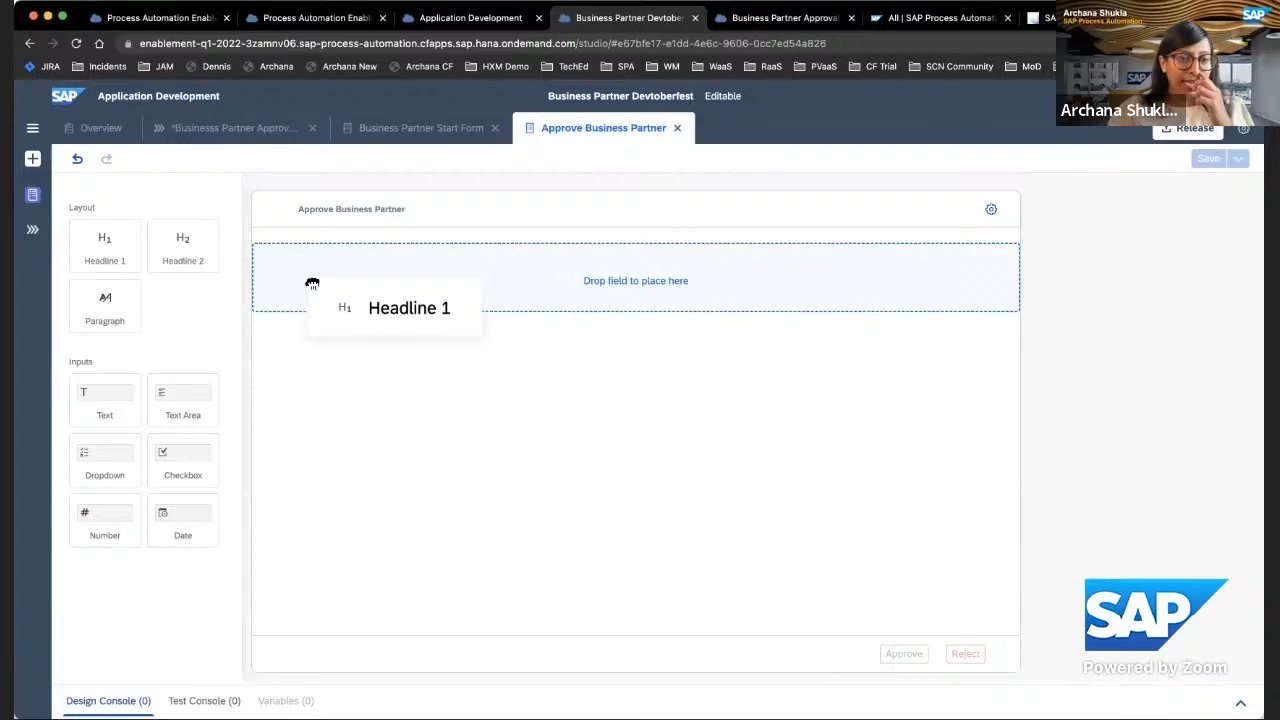 Process Automation Enabl
Process Automation Enabl
Application Development
Business Partner Devtober
Business Partner Approval
All | SAP Process Automat
SA
enablement-q1-2022-3zamnv06.sap-process-automation.cfapps.sap.hana.ondemand.com/studio/#e67bfe17-e1dd-4e6c-9606-0cc7ed54a826
JIRA
Incidents
JAM
Dennis
Archana
Archana New
Archana CF
HXM Demo
TechEd
SPA
WM
WaaS
RaaS
PVaaS
CF Trial
SCN Community
MoD
Archana Shukla
SAP Process Automation
SAP
SAP
Archana Shukl...
SAP
Application Development
Business Partner Devtoberfest
Editable
Overview
*Business Partner Approv...
Business Partner Start Form
Approve Business Partner
Release
Save
Layout
H1
Headline 1
H2
Headline 2
Paragraph
Inputs
T
Text
Text Area
Dropdown
Checkbox
#
Number
Date
Approve Business Partner
Drop field to place here
H1 Headline 1
Approve
Reject
SAP
Powered by Zoom
Design Console (0)
Test Console (0)
Variables (0)